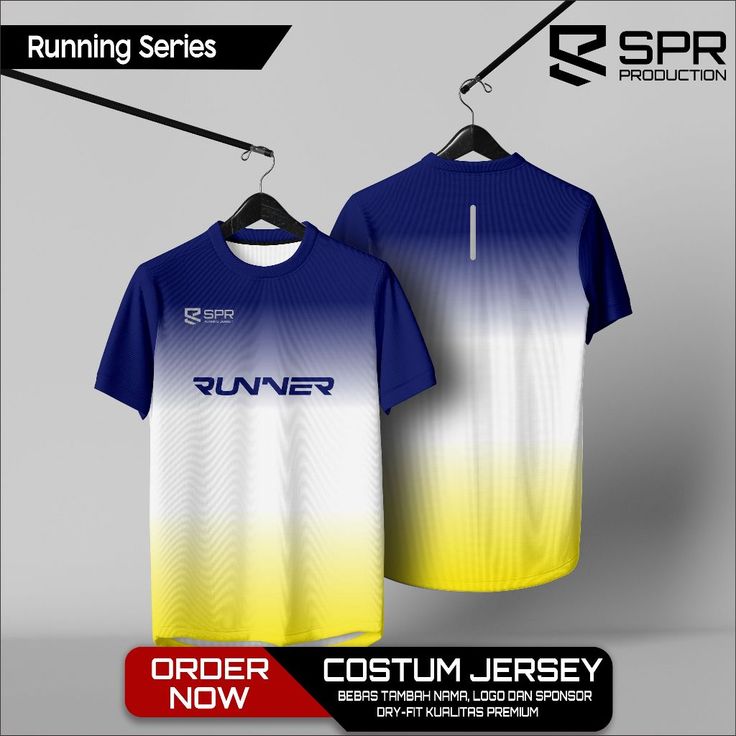 Running Series
SPR
PRODUCTION
SPR
RUNNER
ORDER
NOW
COSTUM JERSEY
BEBAS TAMBAH NAMA, LOGO DAN SPONSOR
DRY-FIT KUALITAS PREMIUM